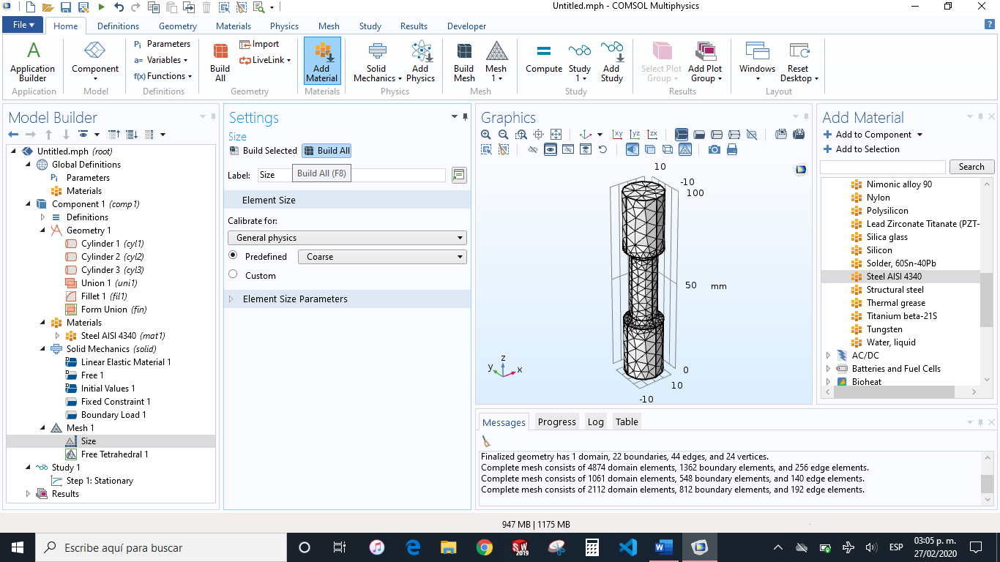 Untitled.mph - COMSOL Multiphysics
File Home Definitions Geometry Materials Physics Mesh Study Results Developer
Application Builder
Component
Pi Parameters
a= Variables
f(x) Functions
Build All
Import
LiveLink
Add Material
Solid Mechanics
Add Physics
Build Mesh
Mesh 1
Compute
Study 1
Add Study
Select Plot Group
Add Plot Group
Windows
Reset Desktop
Application Model Definitions Geometry Materials Physics Mesh Study Results Layout
Model Builder
Untitled.mph (root)
Global Definitions
Pi Parameters
Materials
Component 1 (comp1)
Definitions
Geometry 1
Cylinder 1 (cyl1)
Cylinder 2 (cyl2)
Cylinder 3 (cyl3)
Union 1 (uni1)
Fillet 1 (fil1)
Form Union (fin)
Materials
Steel AISI 4340 (mat1)
Solid Mechanics (solid)
Linear Elastic Material 1
Free 1
Initial Values 1
Fixed Constraint 1
Boundary Load 1
Mesh 1
Size
Free Tetrahedral 1
Study 1
Step 1: Stationary
Results
Settings
Size
Build Selected Build All
Label: Size
Build All (F8)
Element Size
Calibrate for:
General physics
Predefined Coarse
Custom
Element Size Parameters
Graphics
xy yz zx
10
-10
100
50 mm
0
10
-10
z
y
x
Messages Progress Log Table
Finalized geometry has 1 domain, 22 boundaries, 44 edges, and 24 vertices.
Complete mesh consists of 4874 domain elements, 1362 boundary elements, and 256 edge elements.
Complete mesh consists of 1061 domain elements, 548 boundary elements, and 140 edge elements.
Complete mesh consists of 2112 domain elements, 812 boundary elements, and 192 edge elements.
Add Material
Add to Component
Add to Selection
Search
Nimonic alloy 90
Nylon
Polysilicon
Lead Zirconate Titanate (PZT-
Silica glass
Silicon
Solder, 60Sn-40Pb
Steel AISI 4340
Structural steel
Thermal grease
Titanium beta-21S
Tungsten
Water, liquid
AC/DC
Batteries and Fuel Cells
Bioheat
947 MB | 1175 MB
Escribe aquí para buscar
SW 2019
ESP
03:05 p. m.
27/02/2020